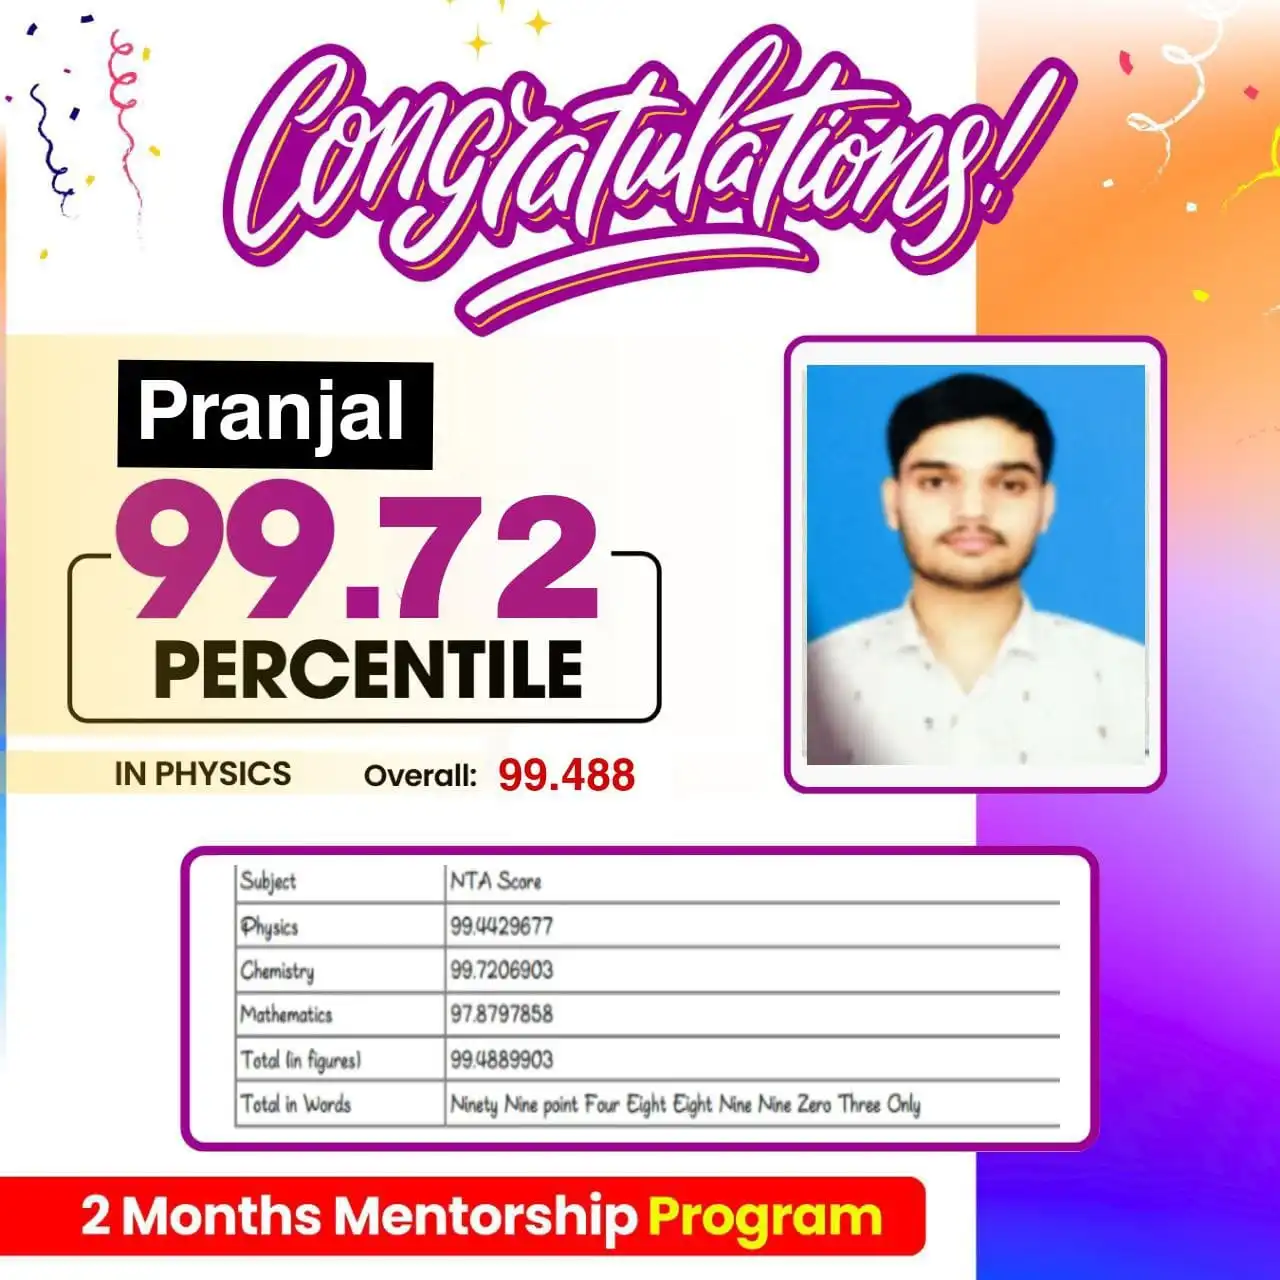 Congratulations!
Pranjal
99.72
PERCENTILE
IN PHYSICS Overall: 99.488
Subject NTA Score
Physics 99.4429677
Chemistry 99.7206903
Mathematics 97.8797858
Total (in figures) 99.4889903
Total in Words Ninety Nine point Four Eight Eight Nine Nine Zero Three Only
2 Months Mentorship Program